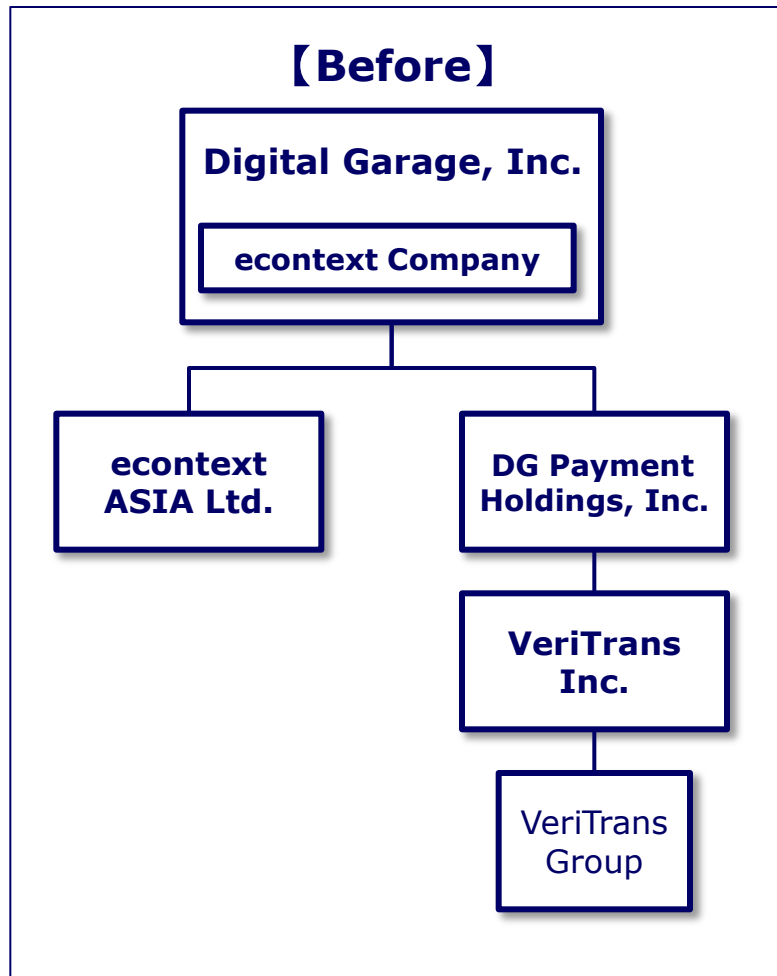 【Before】
Digital Garage, Inc.
econtext Company
econtext
ASIA Ltd.
DG Payment
Holdings, Inc.
VeriTrans
Inc.
VeriTrans
Group